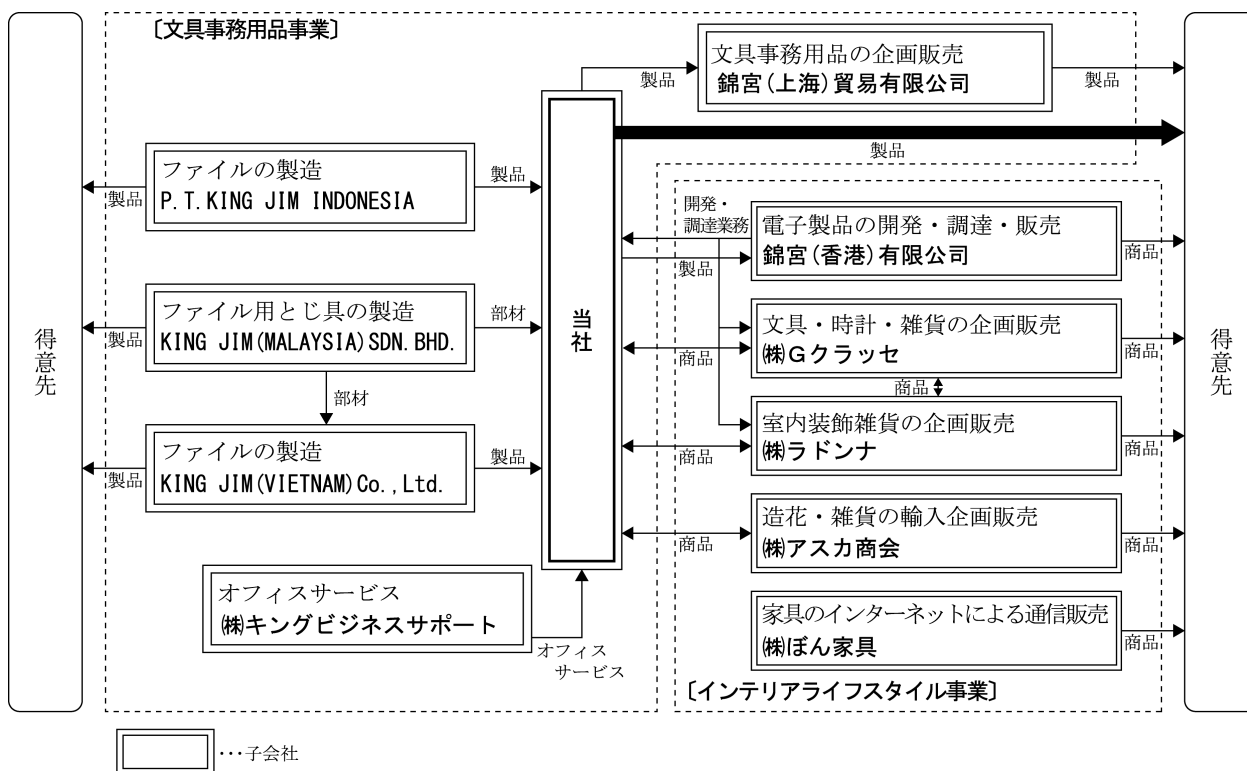 〔文具事務用品事業〕
文具事務用品の企画販売
錦宮(上海)貿易有限公司
製品
製品
製品
ファイルの製造
P.T.KING JIM INDONESIA
製品
製品
ファイル用とじ具の製造
KING JIM(MALAYSIA)SDN.BHD.
製品
部材
部材
ファイルの製造
KING JIM(VIETNAM)Co.,Ltd.
製品
製品
オフィスサービス
㈱キングビジネスサポート
オフィス
サービス
得意先
当社
開発・
調達業務
製品
電子製品の開発・調達・販売
錦宮(香港)有限公司
商品
文具・時計・雑貨の企画販売
㈱Gクラッセ
商品
商品
商品
室内装飾雑貨の企画販売
㈱ラドンナ
商品
商品
造花・雑貨の輸入企画販売
㈱アスカ商会
商品
商品
家具のインターネットによる通信販売
㈱ぼん家具
商品
〔インテリアライフスタイル事業〕
得意先
…子会社